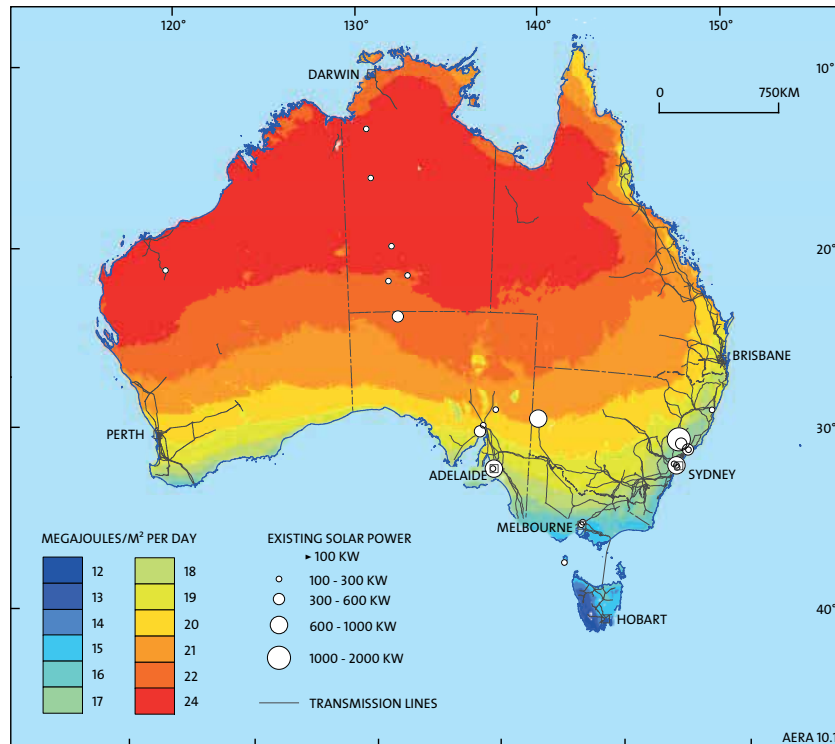 120° 130° 140° 150°
DARWIN
10°
0 750KM
20°
BRISBANE
PERTH
30°
ADELAIDE
SYDNEY
MELBOURNE
HOBART
40°
MEGAJOULES/M² PER DAY
12 18
13 19
14 20
15 21
16 22
17 24
EXISTING SOLAR POWER
▸ 100 KW
100 - 300 KW
300 - 600 KW
600 - 1000 KW
1000 - 2000 KW
TRANSMISSION LINES